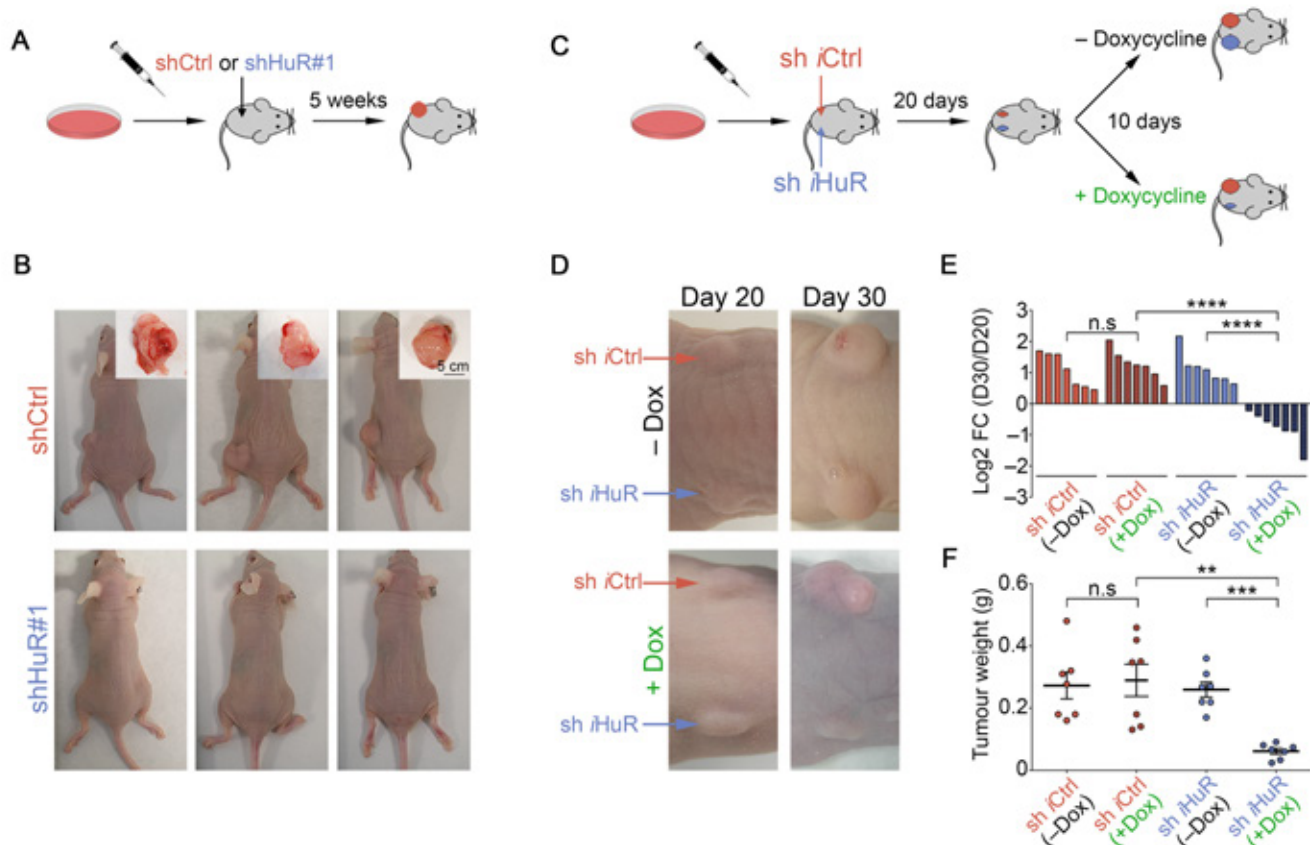 A
shCtrl or shHuR#1
5 weeks
B
shCtrl
5 cm
shHuR#1
C
sh iCtrl
sh iHuR
20 days
10 days
– Doxycycline
+ Doxycycline
D
Day 20
Day 30
– Dox
sh iCtrl
sh iHuR
+ Dox
sh iCtrl
sh iHuR
E
Log2 FC (D30/D20)
3
2
1
0
−1
−2
−3
n.s
****
****
sh iCtrl
(–Dox)
sh iCtrl
(+Dox)
sh iHuR
(–Dox)
sh iHuR
(+Dox)
F
Tumour weight (g)
0.6
0.4
0.2
0
n.s
**
***
sh iCtrl
(–Dox)
sh iCtrl
(+Dox)
sh iHuR
(–Dox)
sh iHuR
(+Dox)